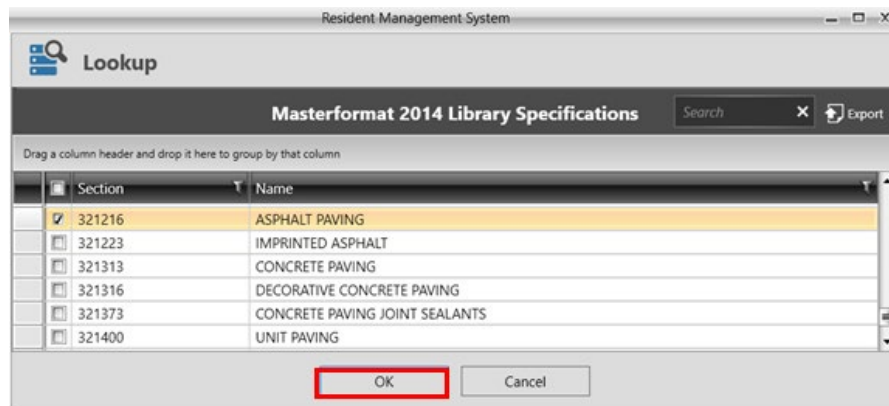 Resident Management System
Lookup
Masterformat 2014 Library Specifications Search Export
Drag a column header and drop it here to group by that column
Section Name
321216 ASPHALT PAVING
321223 IMPRINTED ASPHALT
321313 CONCRETE PAVING
321316 DECORATIVE CONCRETE PAVING
321373 CONCRETE PAVING JOINT SEALANTS
321400 UNIT PAVING
OK Cancel